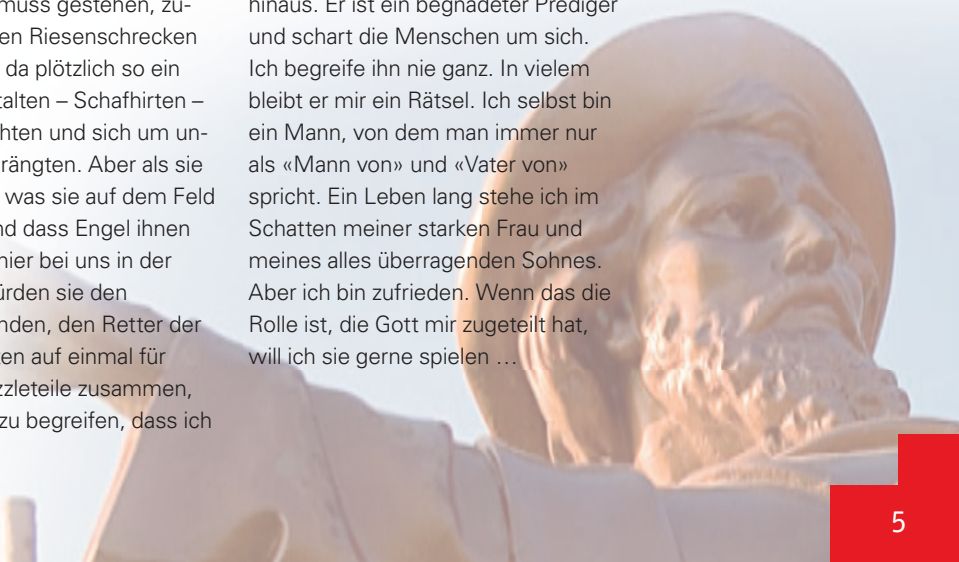 muss gestehen, zu-
en Riesenschrecken
da plötzlich so ein
talten – Schafhirten –
hten und sich um un-
rängten. Aber als sie
was sie auf dem Feld
nd dass Engel ihnen
hier bei uns in der
ürden sie den
nden, den Retter der
ten auf einmal für
zzleteile zusammen,
zu begreifen, dass ich
hinaus. Er ist ein begnadeter Prediger
und schart die Menschen um sich.
Ich begreife ihn nie ganz. In vielem
bleibt er mir ein Rätsel. Ich selbst bin
ein Mann, von dem man immer nur
als «Mann von» und «Vater von»
spricht. Ein Leben lang stehe ich im
Schatten meiner starken Frau und
meines alles überragenden Sohnes.
Aber ich bin zufrieden. Wenn das die
Rolle ist, die Gott mir zugeteilt hat,
will ich sie gerne spielen …
5